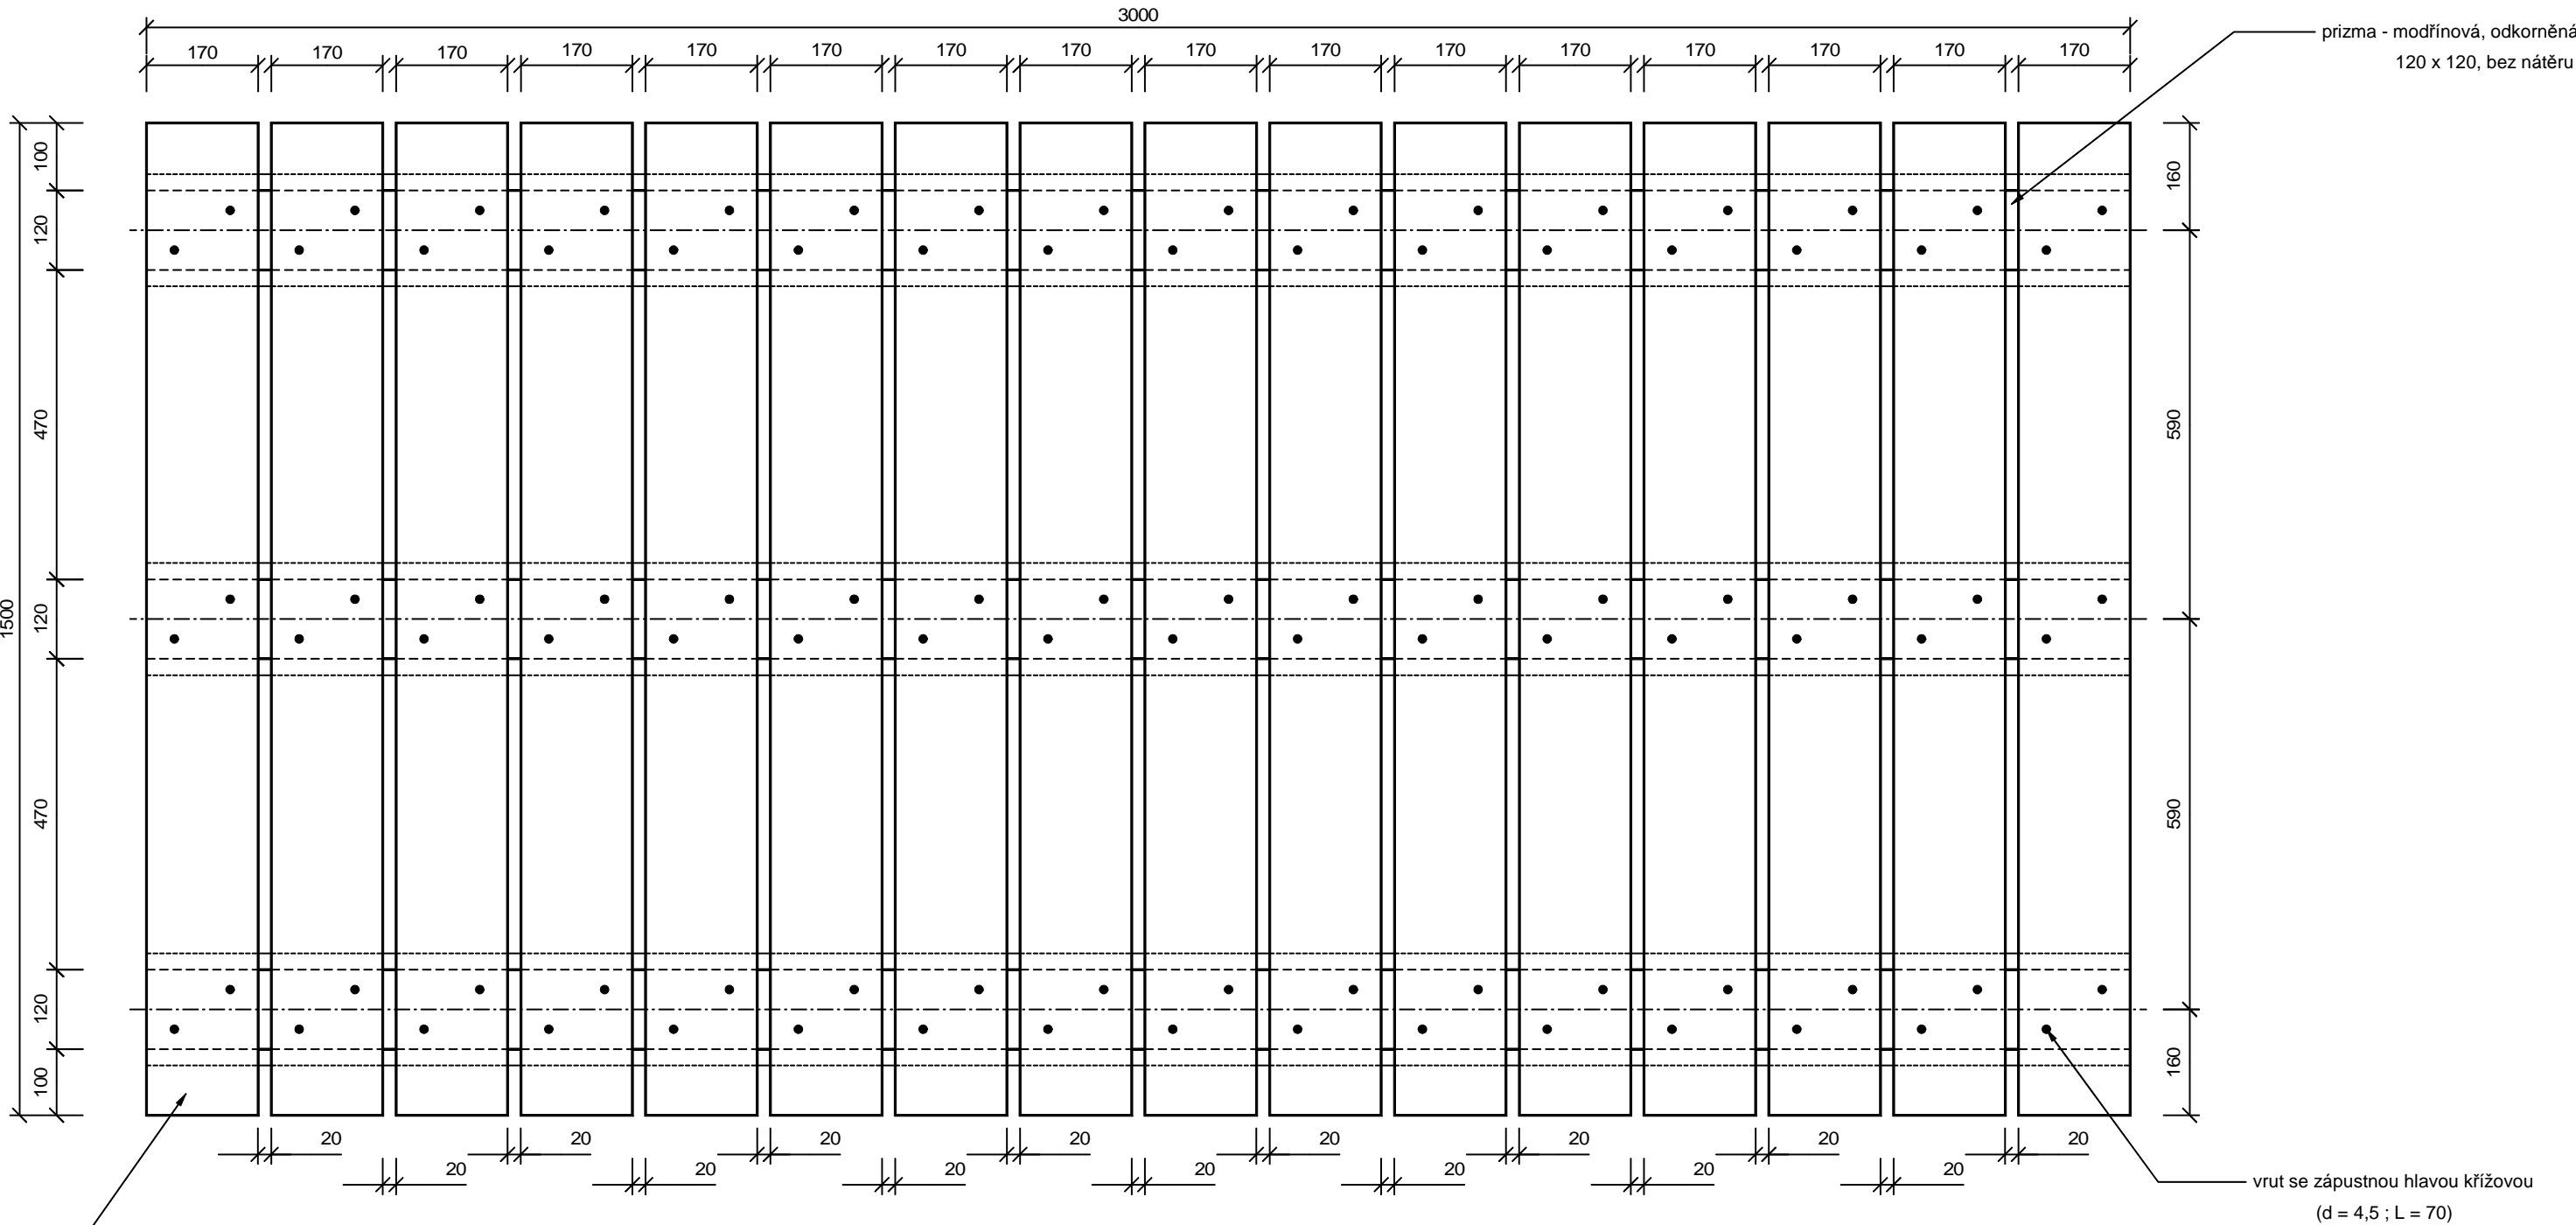 3000
170 170 170 170 170 170 170 170 170 170 170 170 170 170 170 170
prizma - modřínová, odkorněná
120 x 120, bez nátěru
1500
100
120
470
120
470
120
100
160
590
590
160
20 20 20 20 20 20 20 20
20 20 20 20 20 20 20
vrut se zápustnou hlavou křížovou
(d = 4,5 ; L = 70)